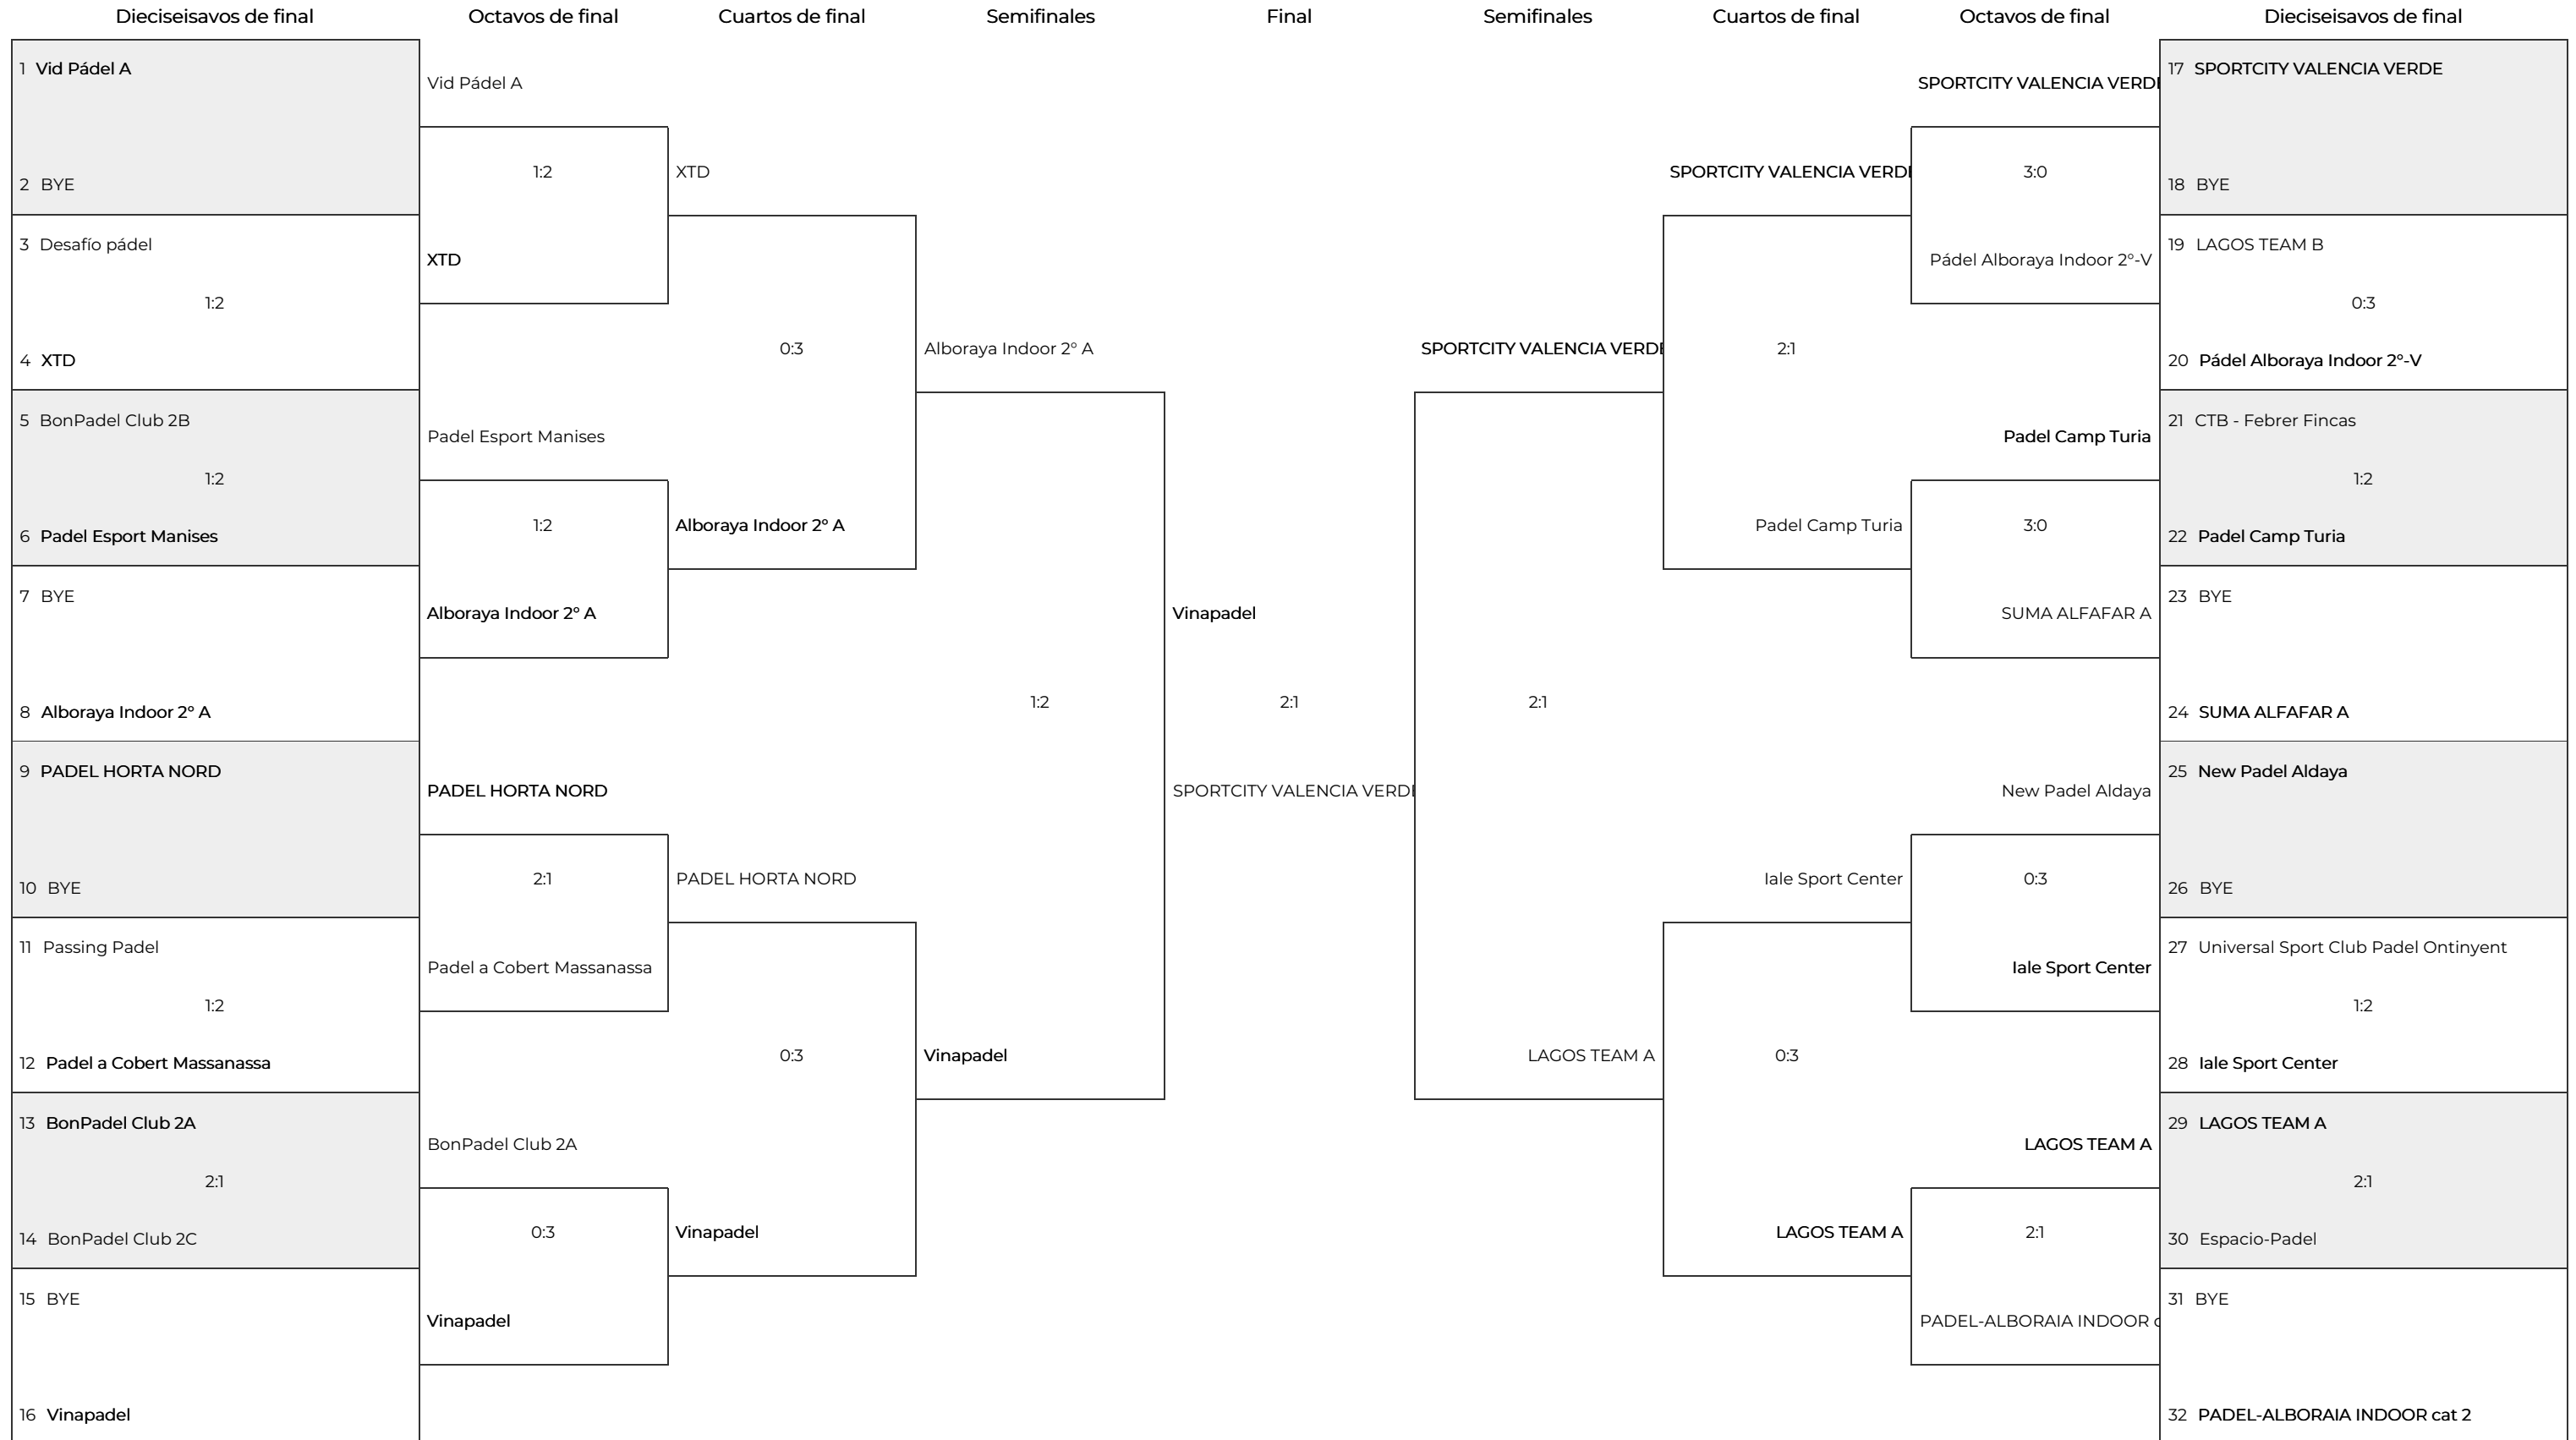 Dieciseisavos de final
Octavos de final
Cuartos de final
Semifinales
Final
Semifinales
Cuartos de final
Octavos de final
Dieciseisavos de final
1 Vid Pádel A
2 BYE
3 Desafío pádel
1:2
4 XTD
5 BonPadel Club 2B
1:2
6 Padel Esport Manises
7 BYE
8 Alboraya Indoor 2º A
9 PADEL HORTA NORD
10 BYE
11 Passing Padel
1:2
12 Padel a Cobert Massanassa
13 BonPadel Club 2A
2:1
14 BonPadel Club 2C
15 BYE
16 Vinapadel
Vid Pádel A
1:2
XTD
Padel Esport Manises
1:2
Alboraya Indoor 2º A
PADEL HORTA NORD
2:1
Padel a Cobert Massanassa
BonPadel Club 2A
0:3
Vinapadel
XTD
0:3
Alboraya Indoor 2º A
PADEL HORTA NORD
0:3
Vinapadel
Alboraya Indoor 2º A
1:2
Vinapadel
Vinapadel
2:1
SPORTCITY VALENCIA VERDE
SPORTCITY VALENCIA VERDE
2:1
LAGOS TEAM A
SPORTCITY VALENCIA VERDE
2:1
Padel Camp Turia
Iale Sport Center
0:3
LAGOS TEAM A
SPORTCITY VALENCIA VERDE
3:0
Pádel Alboraya Indoor 2º-V
Padel Camp Turia
3:0
SUMA ALFAFAR A
New Padel Aldaya
0:3
Iale Sport Center
LAGOS TEAM A
2:1
PADEL-ALBORAIA INDOOR c
17 SPORTCITY VALENCIA VERDE
18 BYE
19 LAGOS TEAM B
0:3
20 Pádel Alboraya Indoor 2º-V
21 CTB - Febrer Fincas
1:2
22 Padel Camp Turia
23 BYE
24 SUMA ALFAFAR A
25 New Padel Aldaya
26 BYE
27 Universal Sport Club Padel Ontinyent
1:2
28 Iale Sport Center
29 LAGOS TEAM A
2:1
30 Espacio-Padel
31 BYE
32 PADEL-ALBORAIA INDOOR cat 2